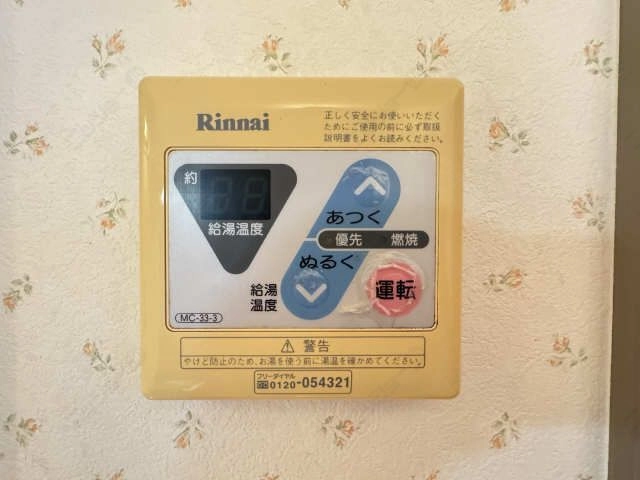 Rinnai
正しく安全にお使いいただく
ためにご使用の前に必ず取扱
説明書をよくお読みください。
約
給湯温度
あつく
優先 燃焼
ぬるく
給湯
温度
運転
MC-33-3
⚠ 警告
やけど防止のため、お湯を使う前に湯温を確かめてください。
フリーダイヤル
0120-054321